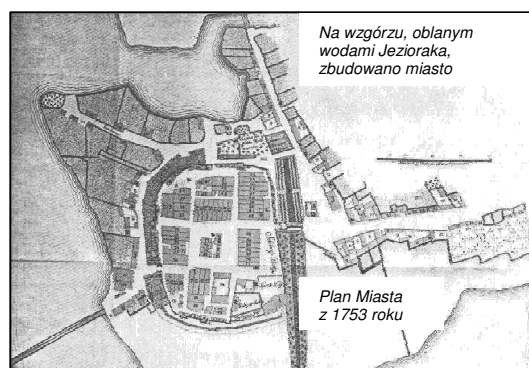 Na wzgórzu, oblanym
wodami Jezioraka,
zbudowano miasto
Plan Miasta
z 1753 roku